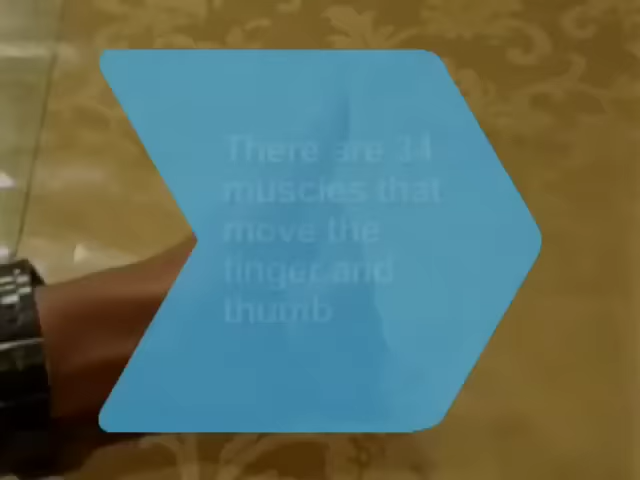 There are 34
muscles that
move the
finger and
thumb